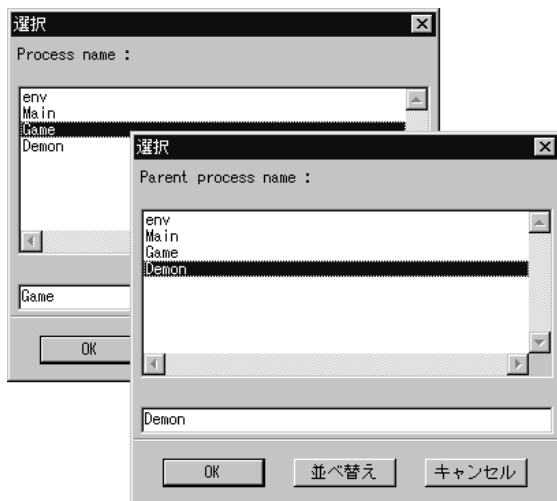 選択
Process name :
env
Main
Game
Demon
Game
OK
選択
Parent process name :
env
Main
Game
Demon
Demon
OK
並べ替え
キャンセル